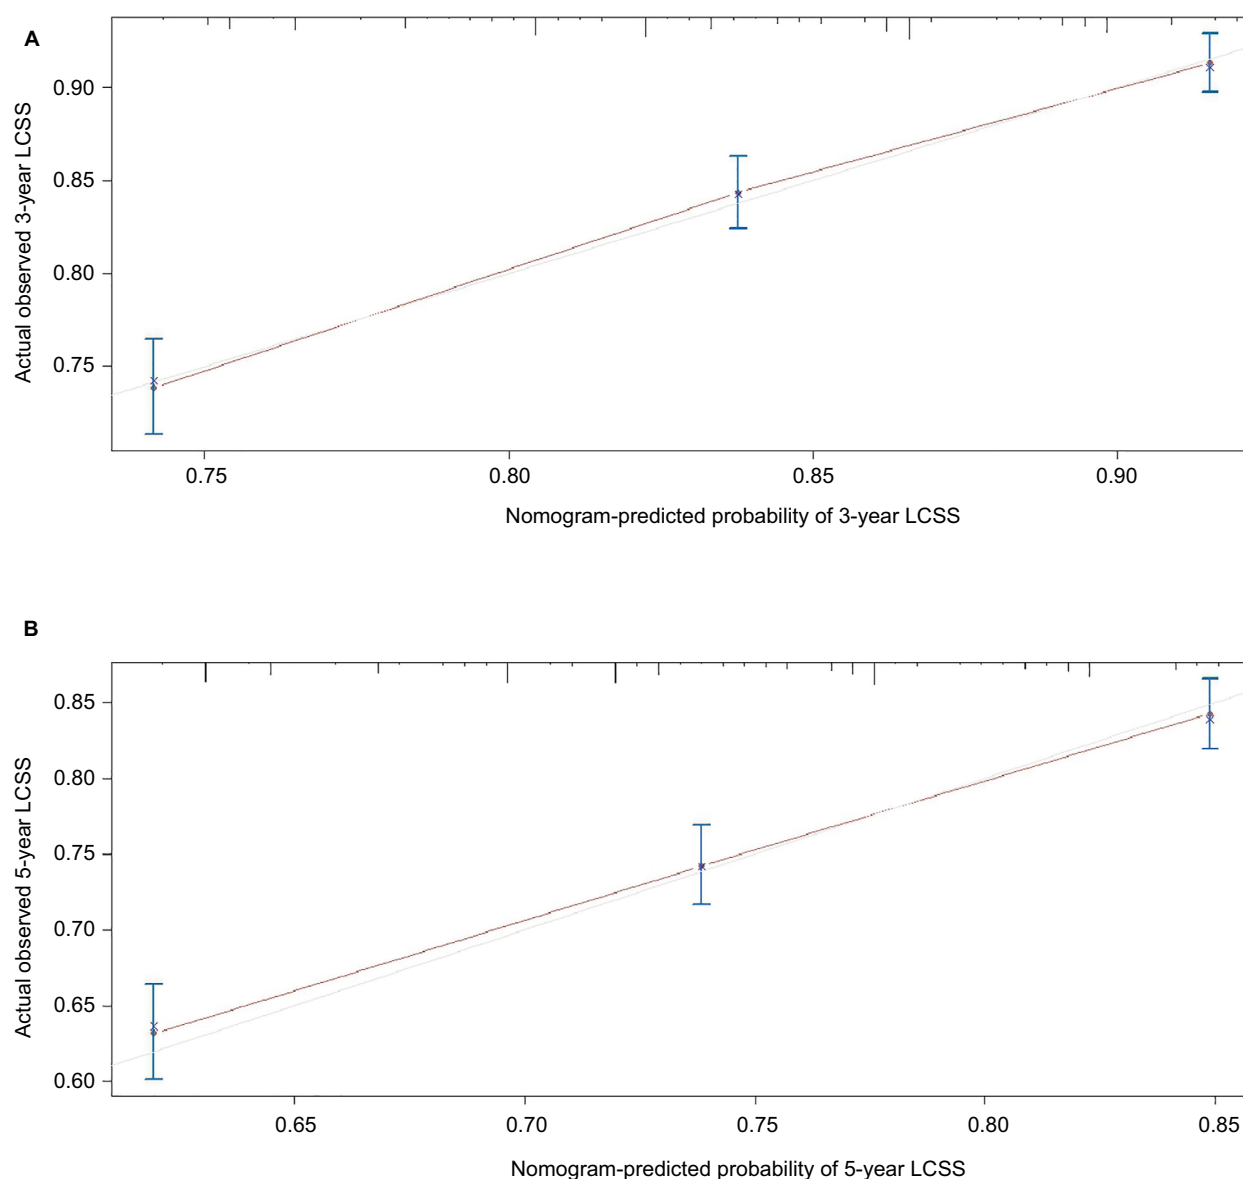 A
Actual observed 3-year LCSS
0.90
0.85
0.80
0.75
0.75 0.80 0.85 0.90
Nomogram-predicted probability of 3-year LCSS
B
Actual observed 5-year LCSS
0.85
0.80
0.75
0.70
0.65
0.60
0.65 0.70 0.75 0.80 0.85
Nomogram-predicted probability of 5-year LCSS